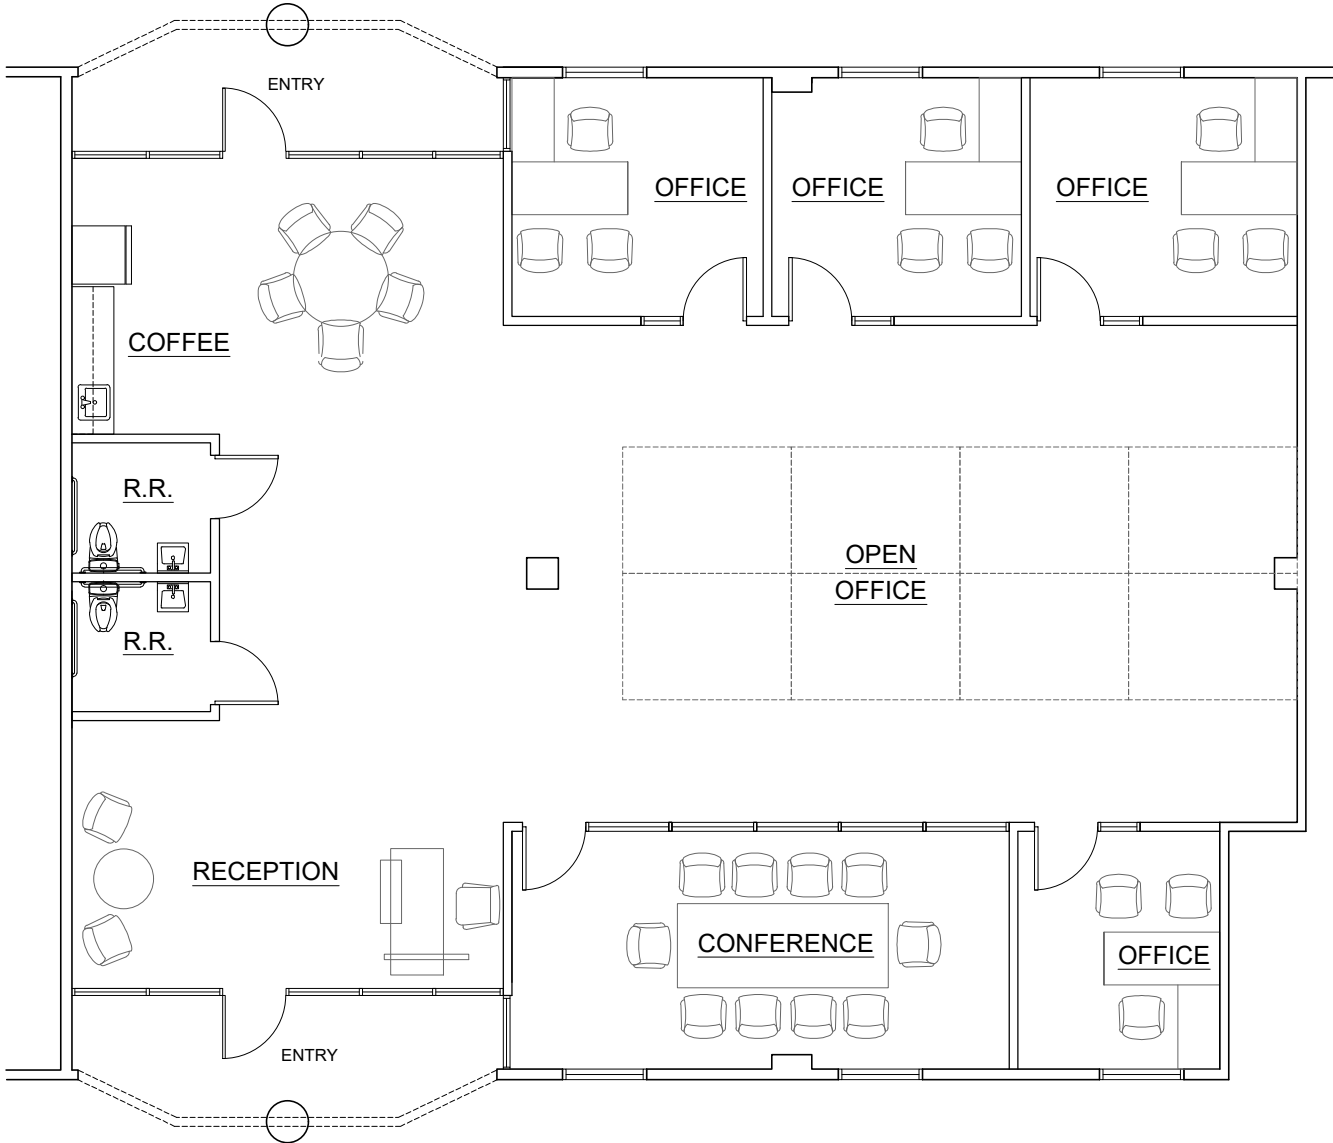 ENTRY
OFFICE
OFFICE
OFFICE
COFFEE
R.R.
OPEN
OFFICE
R.R.
RECEPTION
CONFERENCE
OFFICE
ENTRY